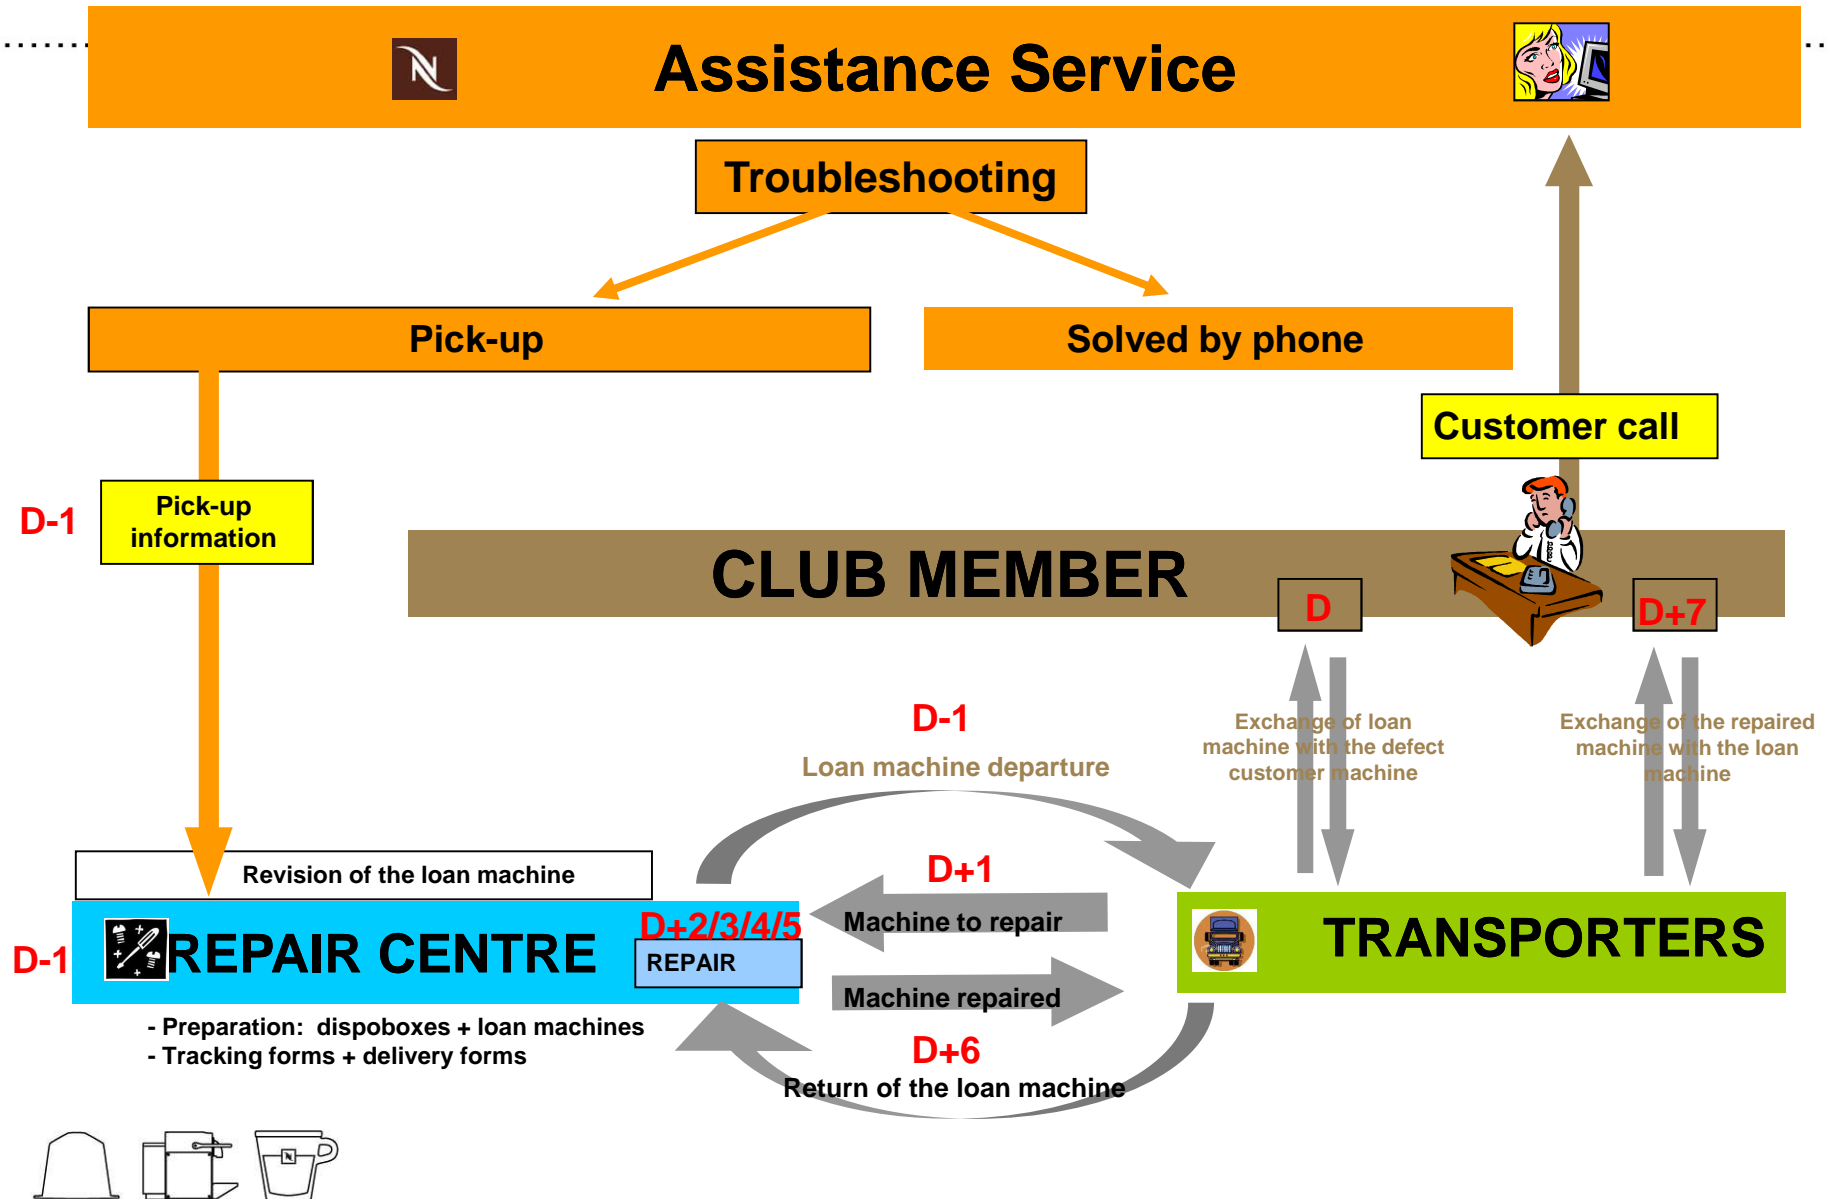 Assistance Service
Troubleshooting
Pick-up
Solved by phone
Customer call
D-1
Pick-up
information
CLUB MEMBER
D
D+7
D-1
Loan machine departure
Exchange of loan
machine with the defect
customer machine
Exchange of the repaired
machine with the loan
machine
Revision of the loan machine
D-1
REPAIR CENTRE
D+2/3/4/5
REPAIR
D+1
Machine to repair
Machine repaired
D+6
Return of the loan machine
TRANSPORTERS
- Preparation: dispoboxes + loan machines
- Tracking forms + delivery forms